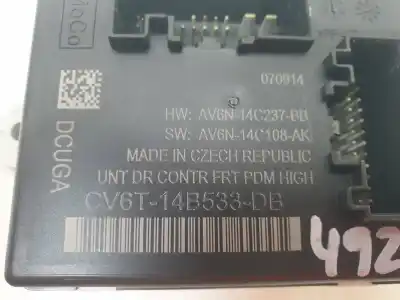 070914
HW: AV6N-14C237-BB
SW: AV6N-14C108-AK
MADE IN CZECH REPUBLIC
UNT DR CONTR FRT PDM HIGH
CV6T-14B533-DB
DCUGA
492